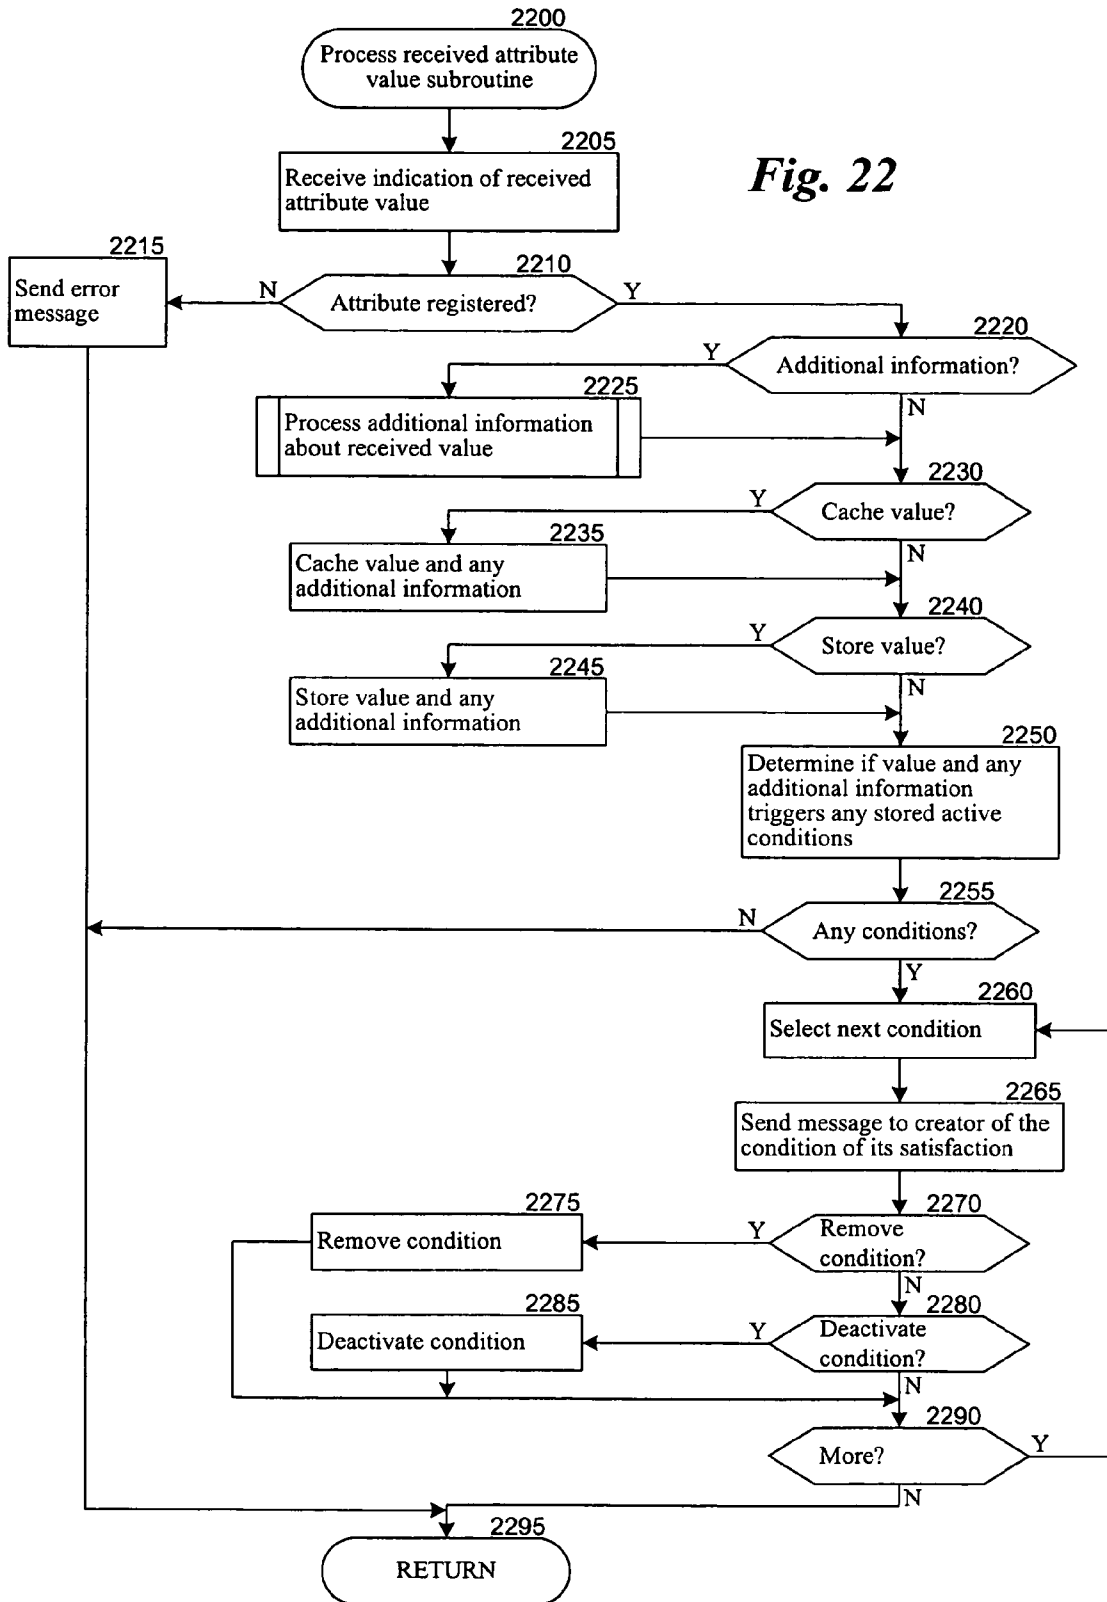 2200
Process received attribute
value subroutine
2205
Receive indication of received
attribute value
Fig. 22
2215
Send error
message
N
2210
Attribute registered?
Y
2220
Additional information?
Y
N
2225
Process additional information
about received value
2230
Cache value?
Y
N
2235
Cache value and any
additional information
2240
Store value?
Y
N
2245
Store value and any
additional information
2250
Determine if value and any
additional information
triggers any stored active
conditions
2255
Any conditions?
N
Y
2260
Select next condition
2265
Send message to creator of the
condition of its satisfaction
2270
Remove
condition?
Y
N
2275
Remove condition
2280
Deactivate
condition?
Y
N
2285
Deactivate condition
2290
More?
Y
N
2295
RETURN